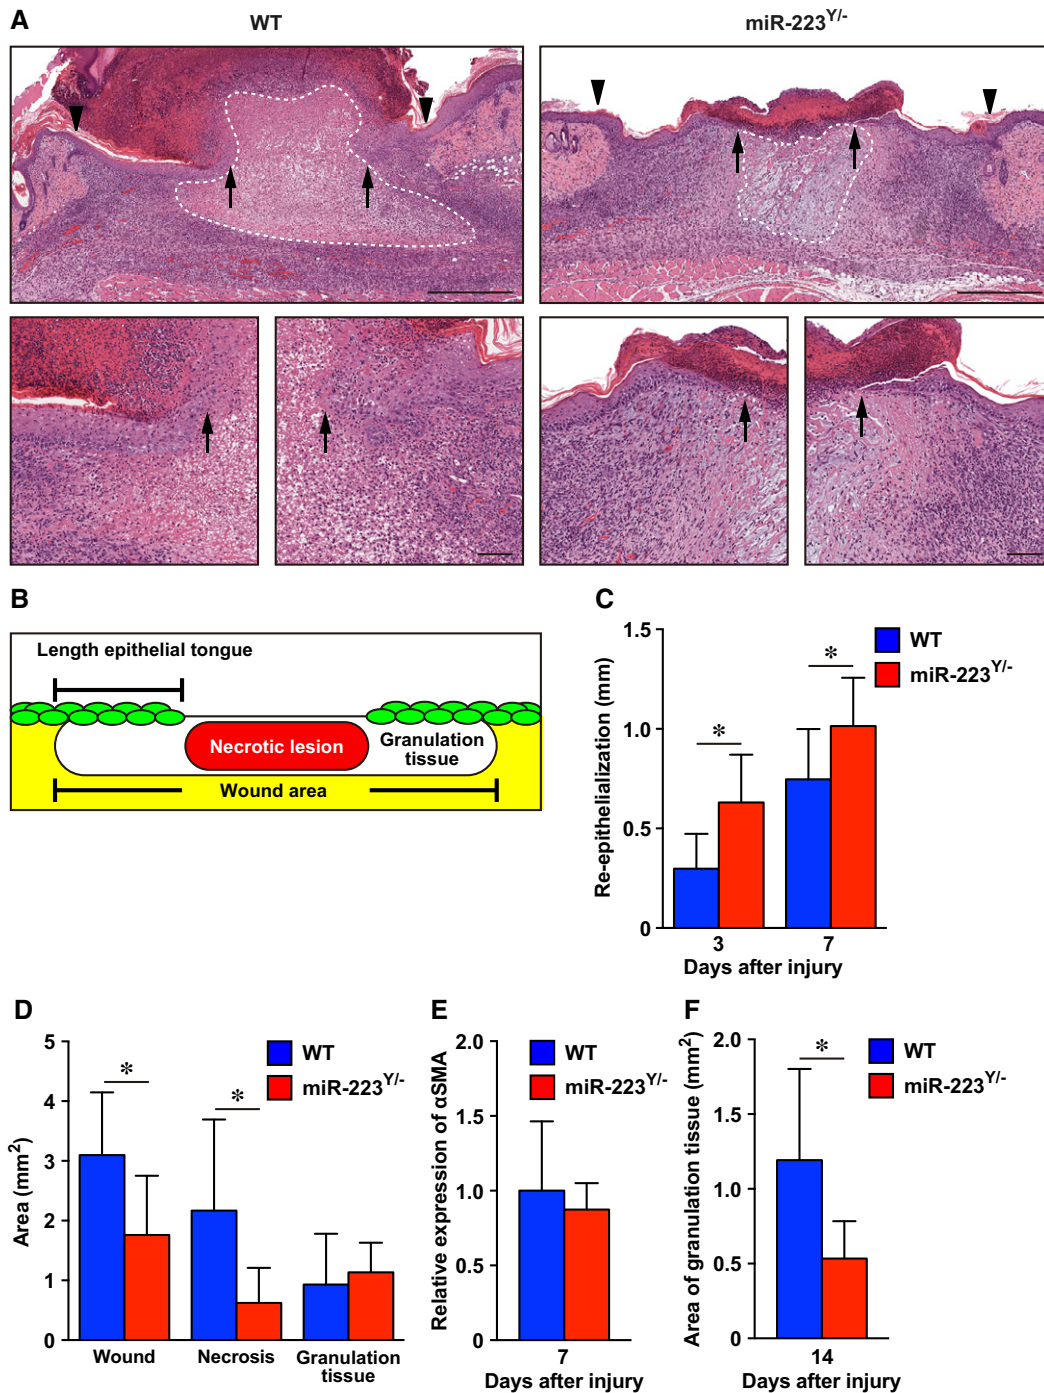 A
WT
miR-223Y/-
B
Length epithelial tongue
Necrotic lesion
Granulation
tissue
Wound area
C
Re-epithelialization (mm)
1.5
1.0
0.5
0
*
*
WT
miR-223Y/-
3
7
Days after injury
D
Area (mm2)
5
4
3
2
1
0
*
*
WT
miR-223Y/-
Wound
Necrosis
Granulation
tissue
E
Relative expression of αSMA
2.0
1.5
1.0
0.5
0
WT
miR-223Y/-
7
Days after injury
F
Area of granulation tissue (mm2)
2.0
1.5
1.0
0.5
0
*
WT
miR-223Y/-
14
Days after injury